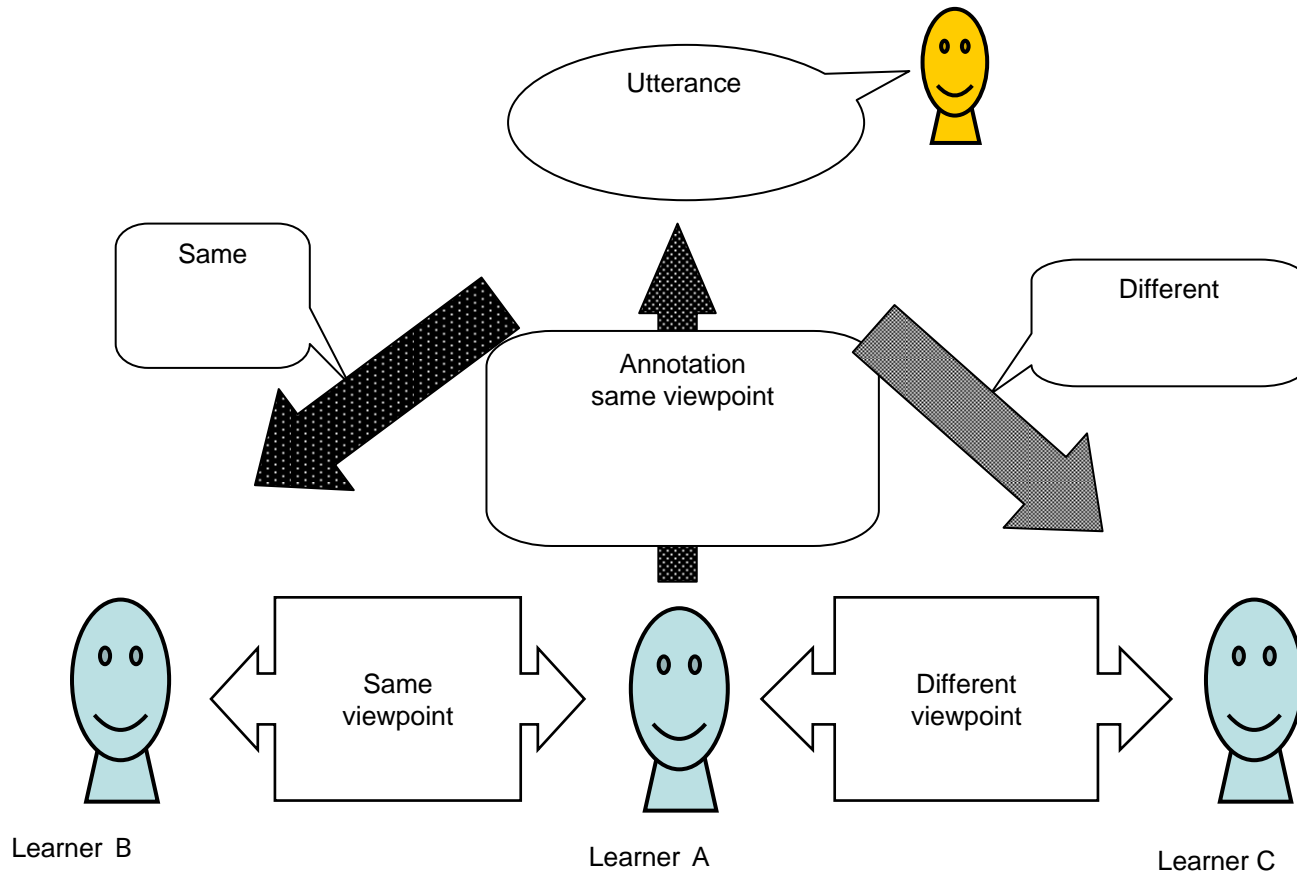 Utterance
Same
Different
Annotation
same viewpoint
Same
viewpoint
Different
viewpoint
Learner B
Learner A
Learner C